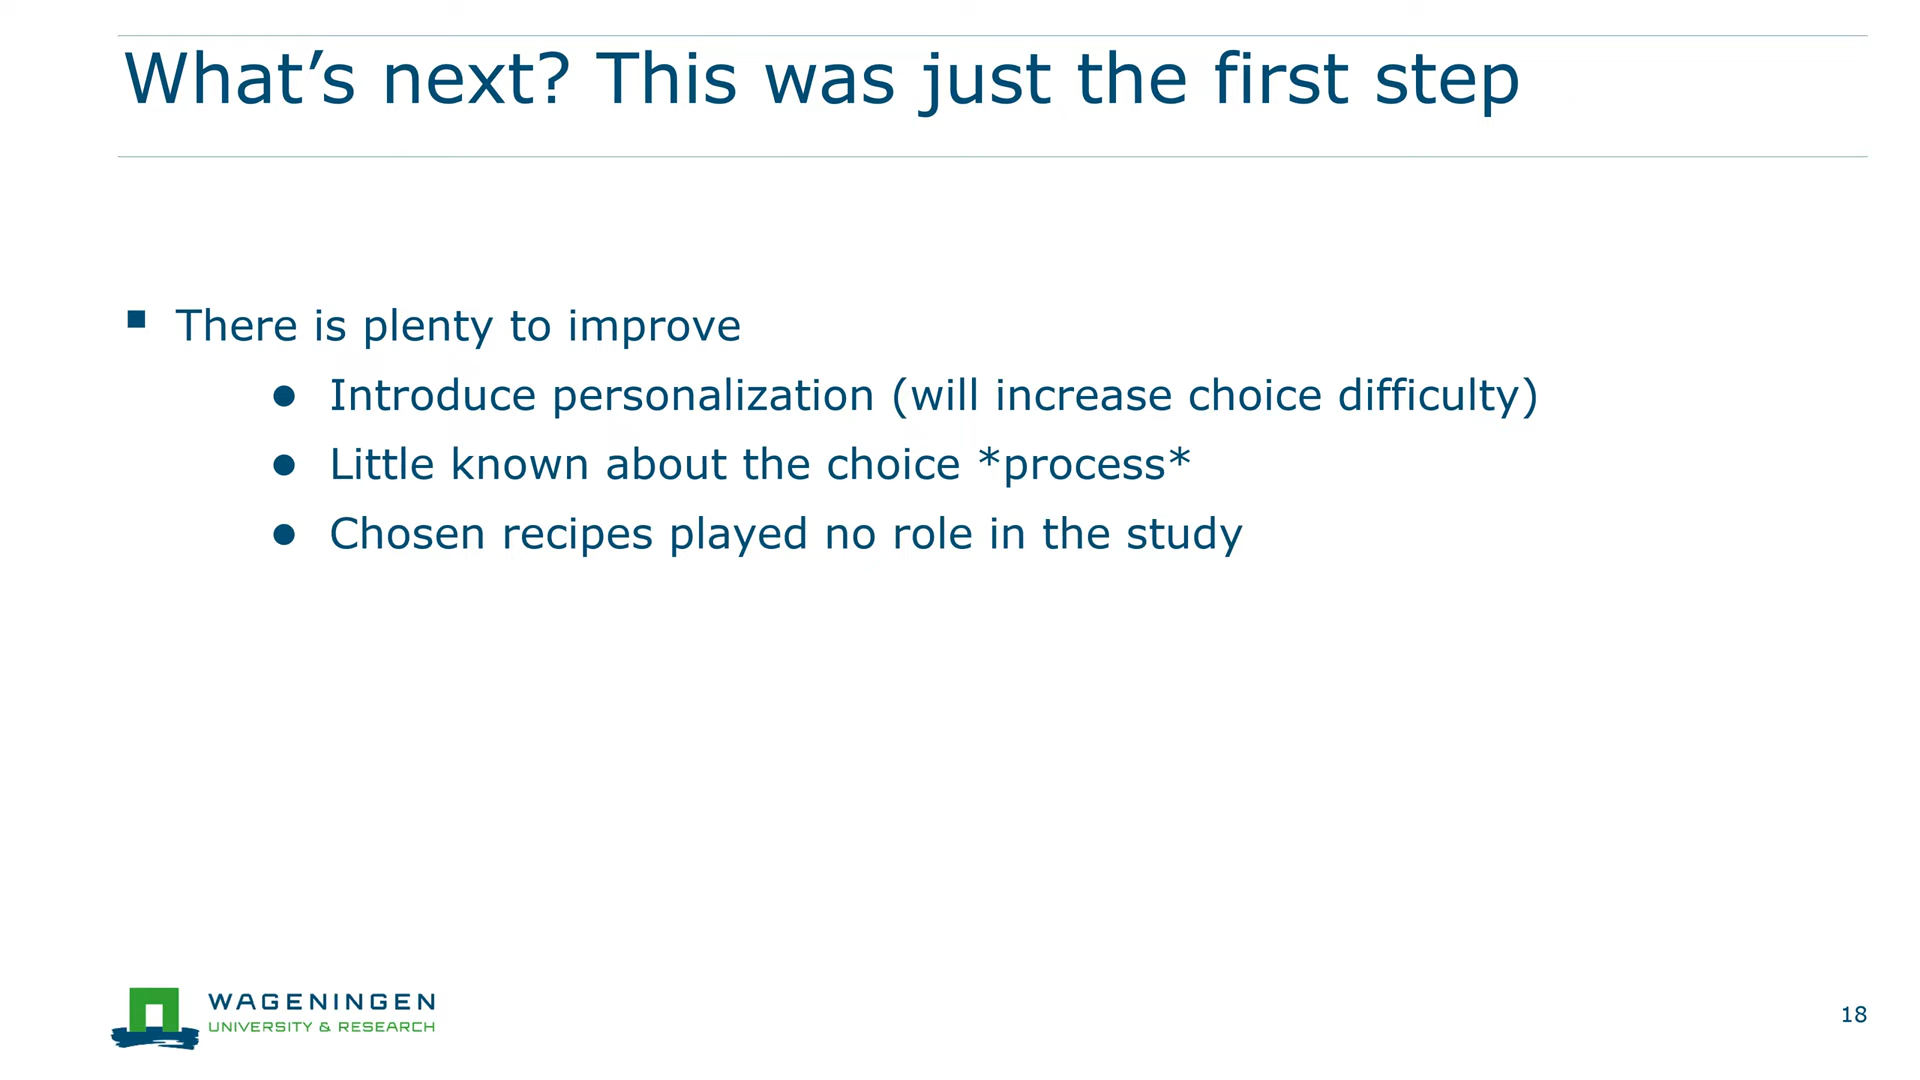 What’s next? This was just the first step
▪ There is plenty to improve
● Introduce personalization (will increase choice difficulty)
● Little known about the choice *process*
● Chosen recipes played no role in the study
WAGENINGEN
UNIVERSITY & RESEARCH
18